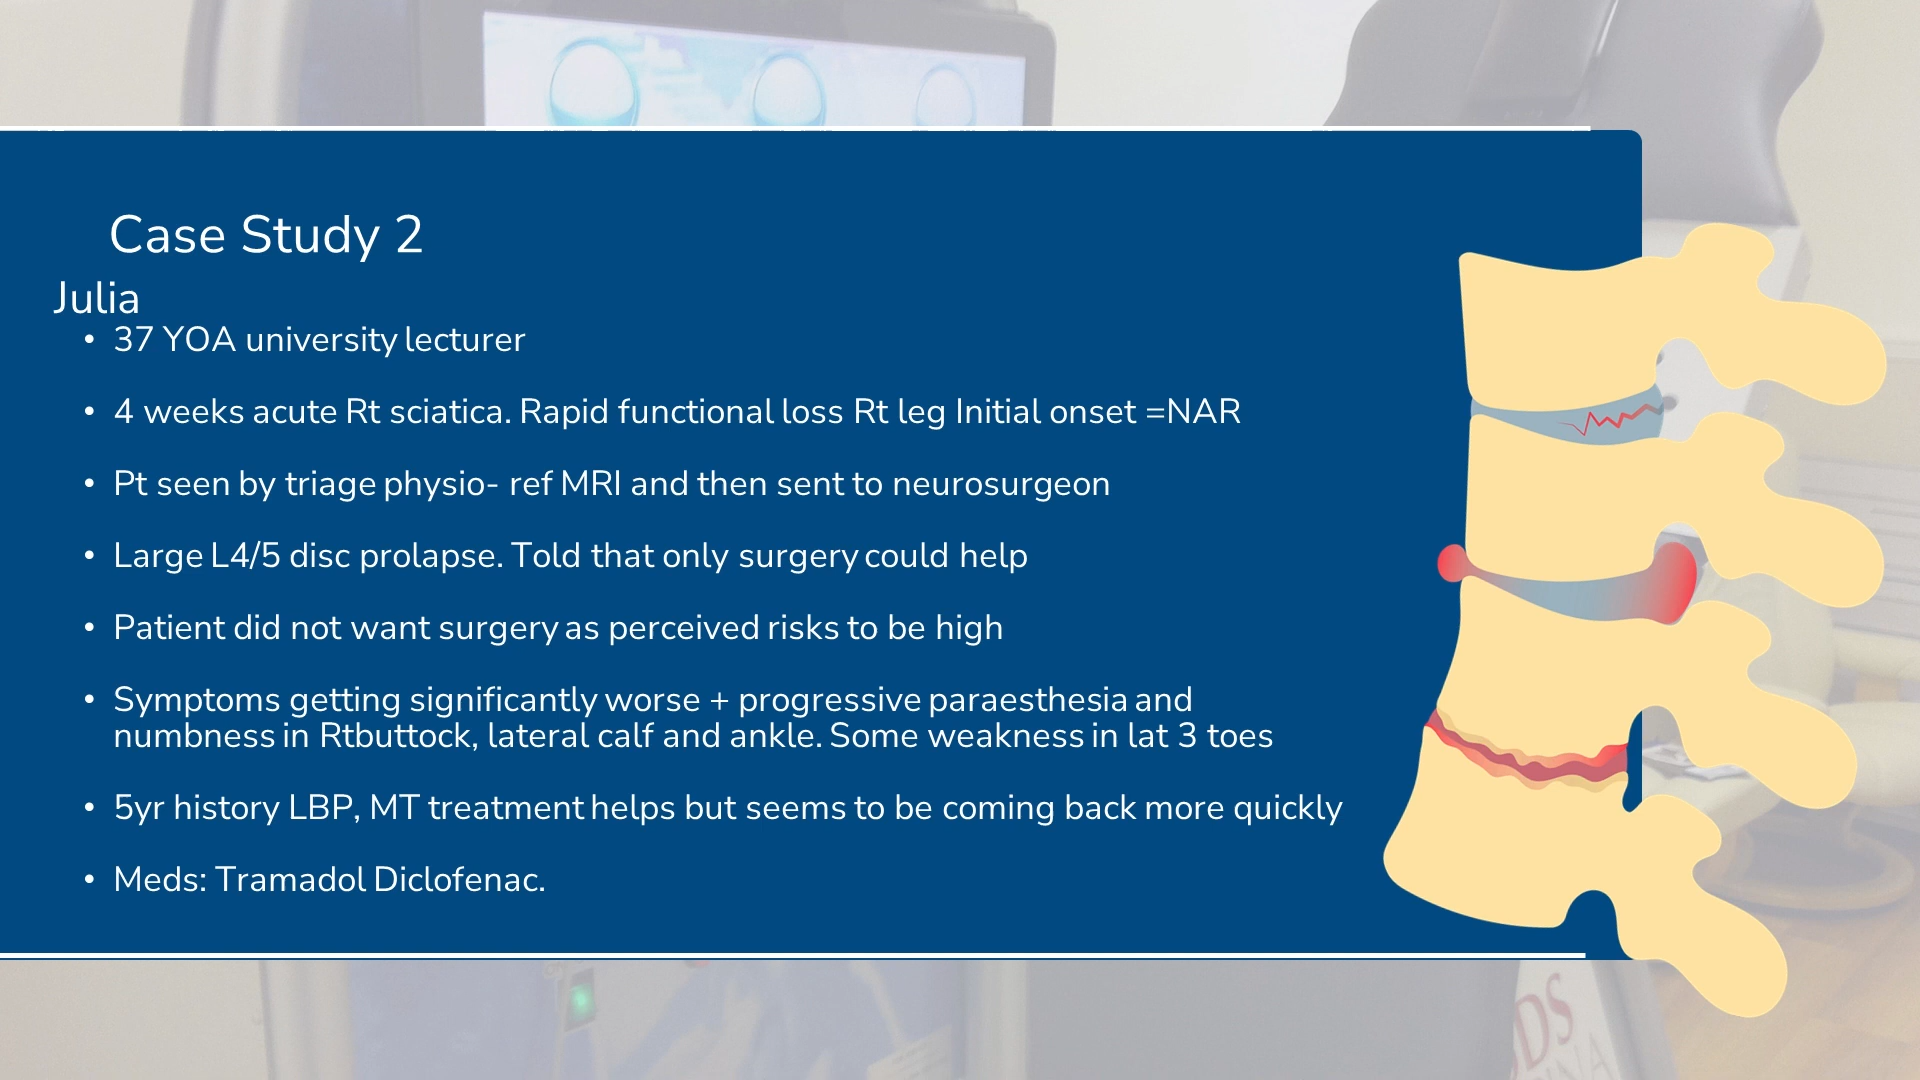 Case Study 2
Julia
• 37 YOA university lecturer
• 4 weeks acute Rt sciatica. Rapid functional loss Rt leg Initial onset =NAR
• Pt seen by triage physio- ref MRI and then sent to neurosurgeon
• Large L4/5 disc prolapse. Told that only surgery could help
• Patient did not want surgery as perceived risks to be high
• Symptoms getting significantly worse + progressive paraesthesia and
numbness in Rtbuttock, lateral calf and ankle. Some weakness in lat 3 toes
• 5yr history LBP, MT treatment helps but seems to be coming back more quickly
• Meds: Tramadol Diclofenac.